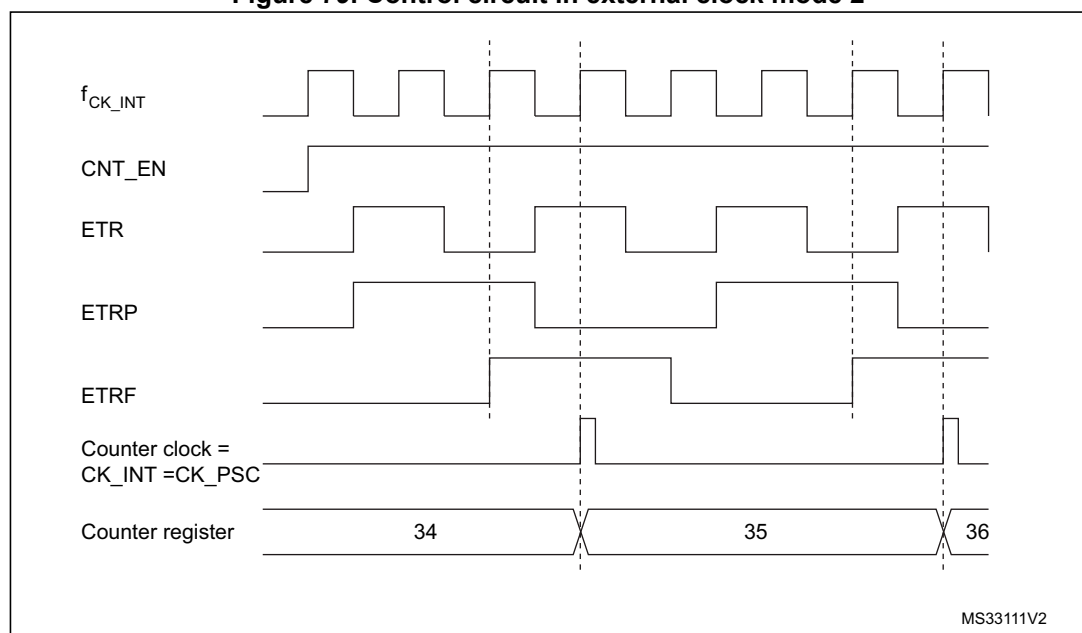 Figure 70. Control circuit in external clock mode 2
fCK_INT
CNT_EN
ETR
ETRP
ETRF
Counter clock =
CK_INT =CK_PSC
Counter register 34 35 36
MS33111V2